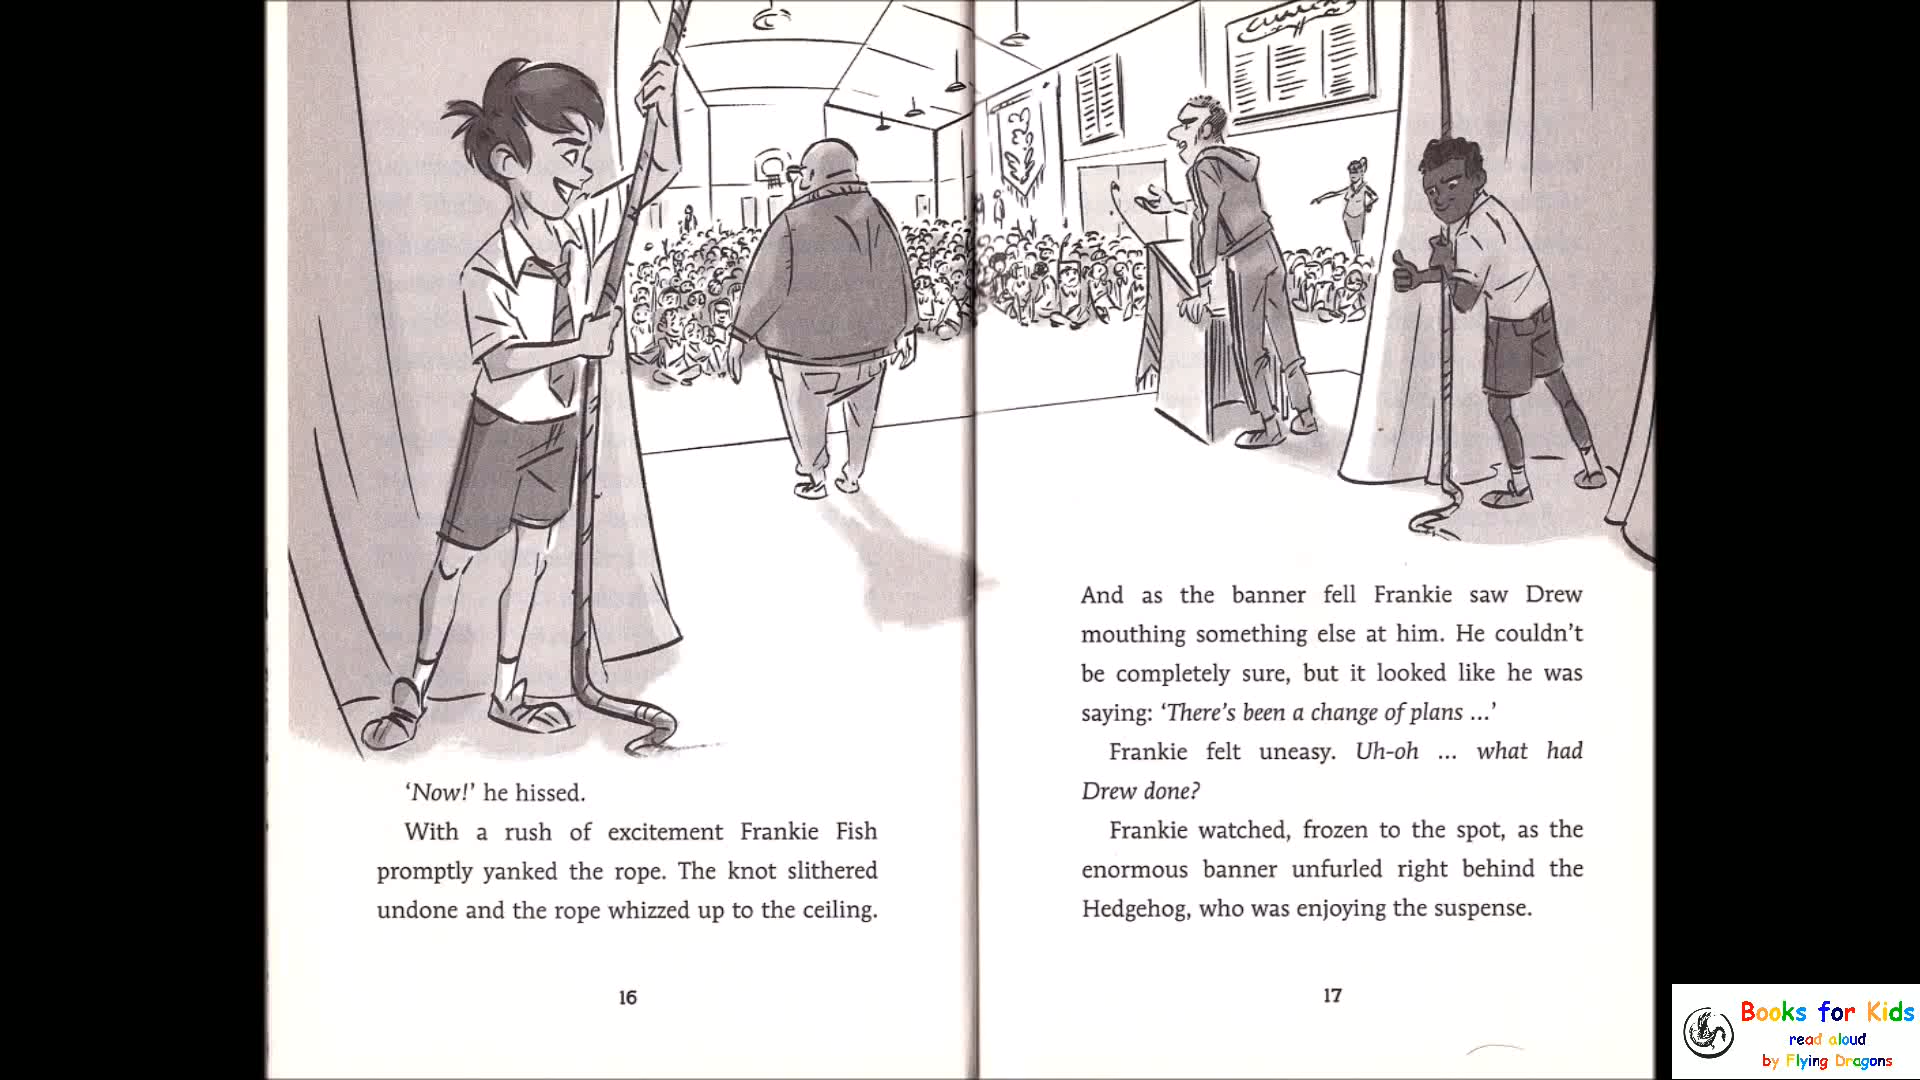 ‘Now!’ he hissed.
With a rush of excitement Frankie Fish
promptly yanked the rope. The knot slithered
undone and the rope whizzed up to the ceiling.
16
And as the banner fell Frankie saw Drew
mouthing something else at him. He couldn’t
be completely sure, but it looked like he was
saying: ‘There’s been a change of plans ...’
Frankie felt uneasy. Uh-oh ... what had
Drew done?
Frankie watched, frozen to the spot, as the
enormous banner unfurled right behind the
Hedgehog, who was enjoying the suspense.
17
Books for Kids
read aloud
by Flying Dragons